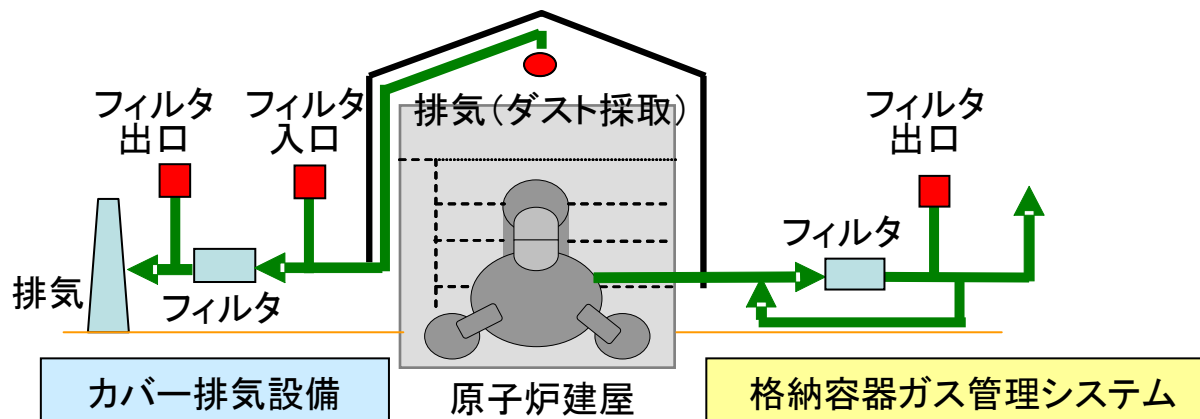 フィルタ
出口
フィルタ
入口
排気（ダスト採取）
フィルタ
出口
フィルタ
排気
フィルタ
カバー排気設備
原子炉建屋
格納容器ガス管理システム